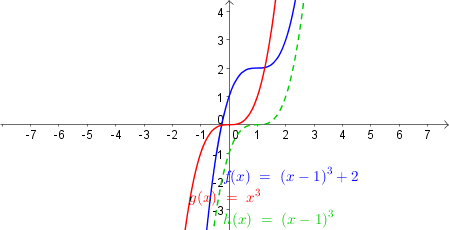 4
3
2
1
0
-7 -6 -5 -4 -3 -2 -1 0 1 2 3 4 5 6 7
-1
-2
f(x) = (x − 1)³ + 2
g(x) = x³
-3
h(x) = (x − 1)³